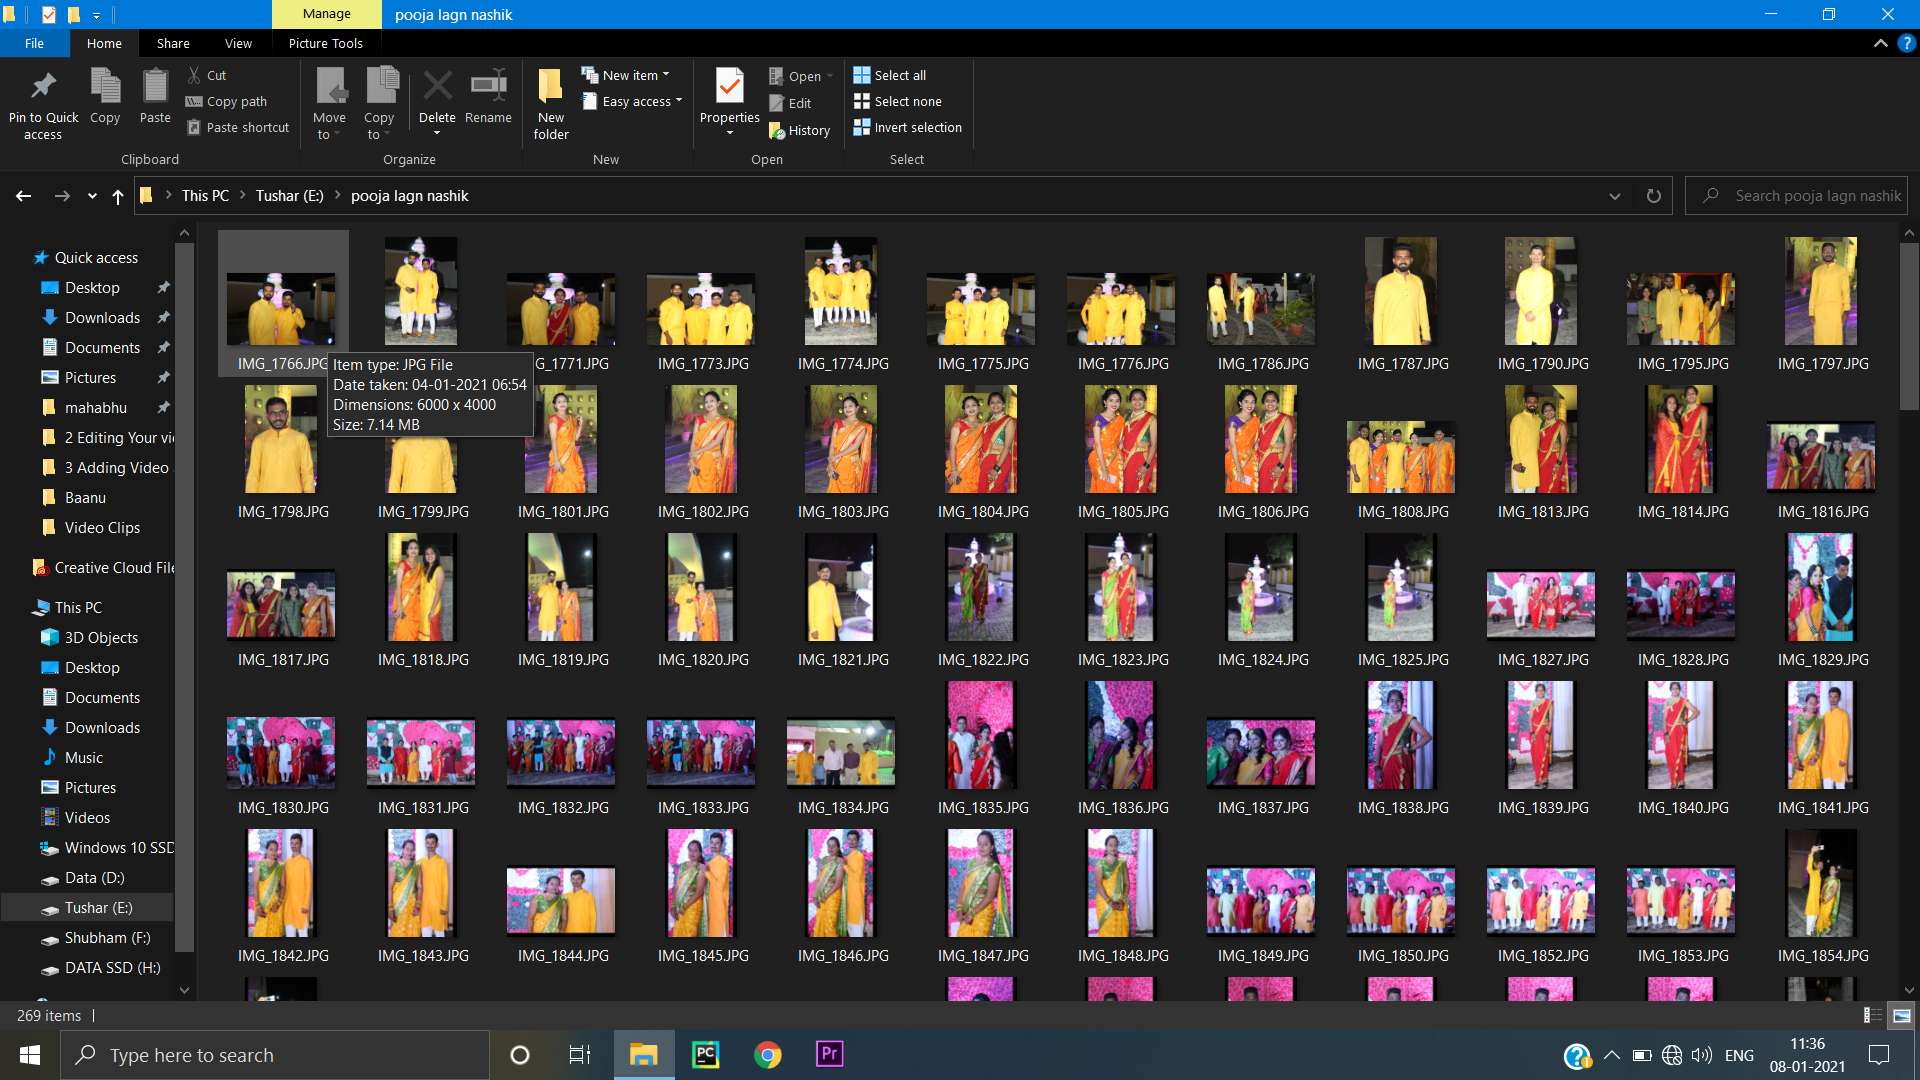 Manage
pooja lagn nashik
File
Home
Share
View
Picture Tools
Pin to Quick access
Copy
Paste
Cut
Copy path
Paste shortcut
Clipboard
Move to
Copy to
Delete
Rename
Organize
New folder
New item
Easy access
New
Properties
Open
Edit
History
Open
Select all
Select none
Invert selection
Select
This PC
Tushar (E:)
pooja lagn nashik
Search pooja lagn nashik
Quick access
Desktop
Downloads
Documents
Pictures
mahabhu
2 Editing Your vi
3 Adding Video
Baanu
Video Clips
Creative Cloud File
This PC
3D Objects
Desktop
Documents
Downloads
Music
Pictures
Videos
Windows 10 SSD
Data (D:)
Tushar (E:)
Shubham (F:)
DATA SSD (H:)
IMG_1766.JPG
G_1771.JPG
IMG_1773.JPG
IMG_1774.JPG
IMG_1775.JPG
IMG_1776.JPG
IMG_1786.JPG
IMG_1787.JPG
IMG_1790.JPG
IMG_1795.JPG
IMG_1797.JPG
Item type: JPG File
Date taken: 04-01-2021 06:54
Dimensions: 6000 x 4000
Size: 7.14 MB
IMG_1798.JPG
IMG_1799.JPG
IMG_1801.JPG
IMG_1802.JPG
IMG_1803.JPG
IMG_1804.JPG
IMG_1805.JPG
IMG_1806.JPG
IMG_1808.JPG
IMG_1813.JPG
IMG_1814.JPG
IMG_1816.JPG
IMG_1817.JPG
IMG_1818.JPG
IMG_1819.JPG
IMG_1820.JPG
IMG_1821.JPG
IMG_1822.JPG
IMG_1823.JPG
IMG_1824.JPG
IMG_1825.JPG
IMG_1827.JPG
IMG_1828.JPG
IMG_1829.JPG
IMG_1830.JPG
IMG_1831.JPG
IMG_1832.JPG
IMG_1833.JPG
IMG_1834.JPG
IMG_1835.JPG
IMG_1836.JPG
IMG_1837.JPG
IMG_1838.JPG
IMG_1839.JPG
IMG_1840.JPG
IMG_1841.JPG
IMG_1842.JPG
IMG_1843.JPG
IMG_1844.JPG
IMG_1845.JPG
IMG_1846.JPG
IMG_1847.JPG
IMG_1848.JPG
IMG_1849.JPG
IMG_1850.JPG
IMG_1852.JPG
IMG_1853.JPG
IMG_1854.JPG
269 items
Type here to search
PC
Pr
ENG
11:36
08-01-2021